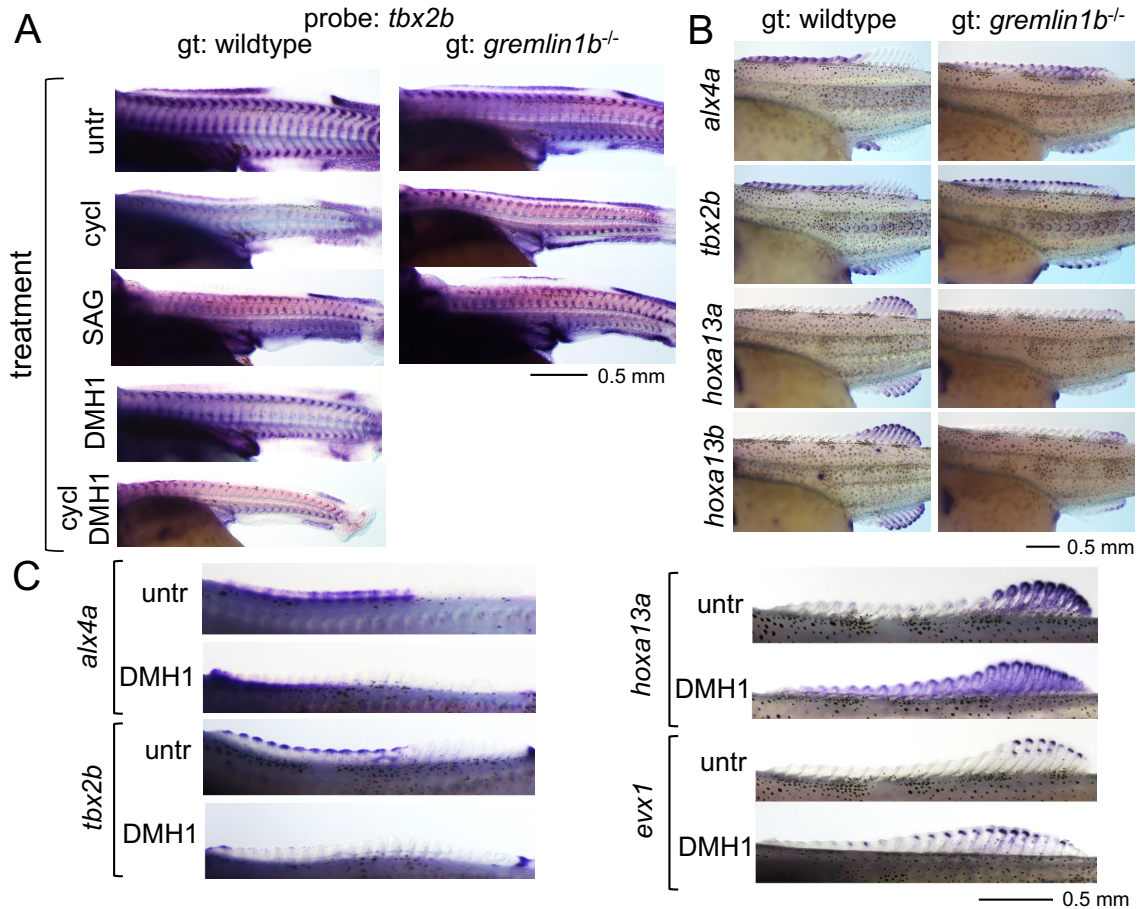 A
probe: tbx2b
gt: wildtype
gt: gremlin1b-/-
treatment
untr
cycl
SAG
0.5 mm
DMH1
cycl
DMH1
B
gt: wildtype
gt: gremlin1b-/-
alx4a
tbx2b
hoxa13a
hoxa13b
0.5 mm
C
alx4a
untr
DMH1
tbx2b
untr
DMH1
hoxa13a
untr
DMH1
evx1
untr
DMH1
0.5 mm